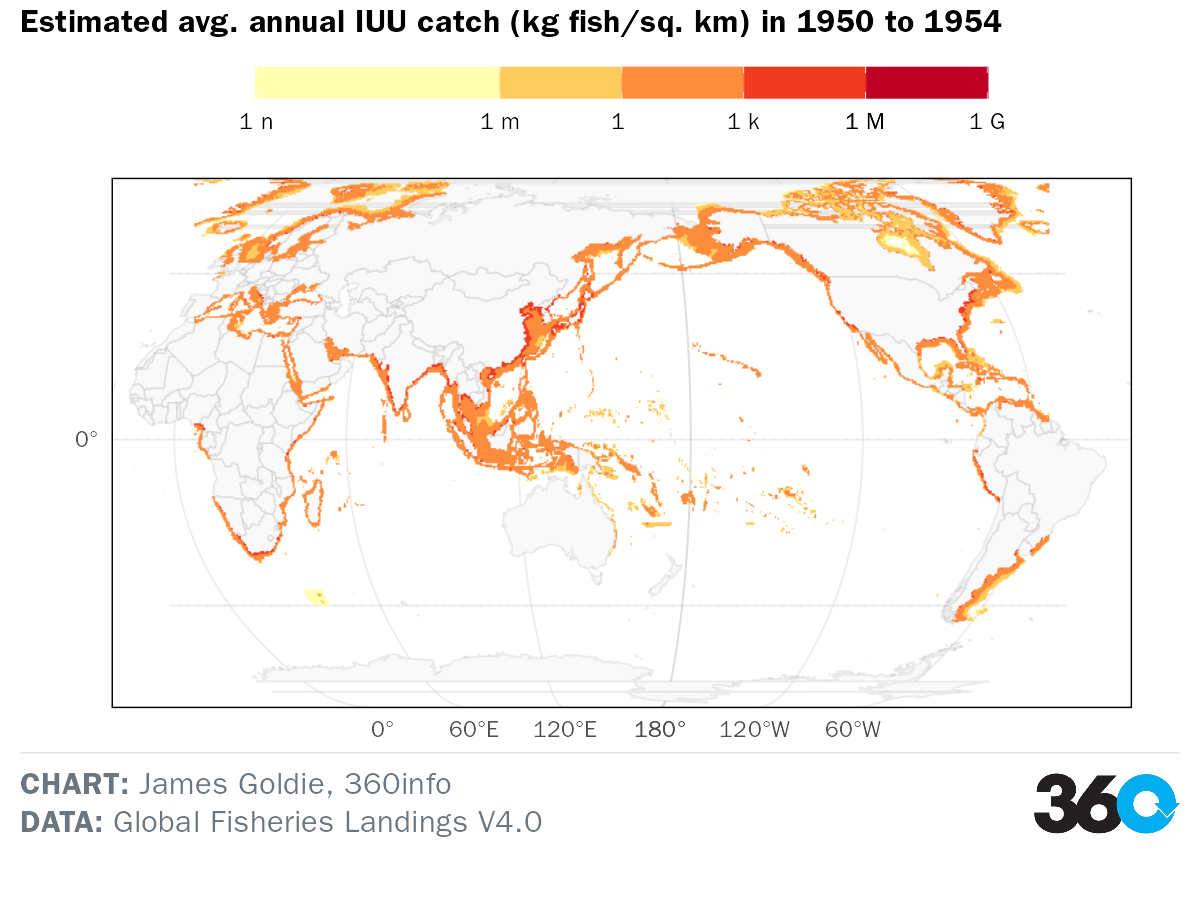 Estimated avg. annual IUU catch (kg fish/sq. km) in 1950 to 1954
1 n 1 m 1 1 k 1 M 1 G
0°
0° 60°E 120°E 180° 120°W 60°W
CHART: James Goldie, 360info
DATA: Global Fisheries Landings V4.0
360